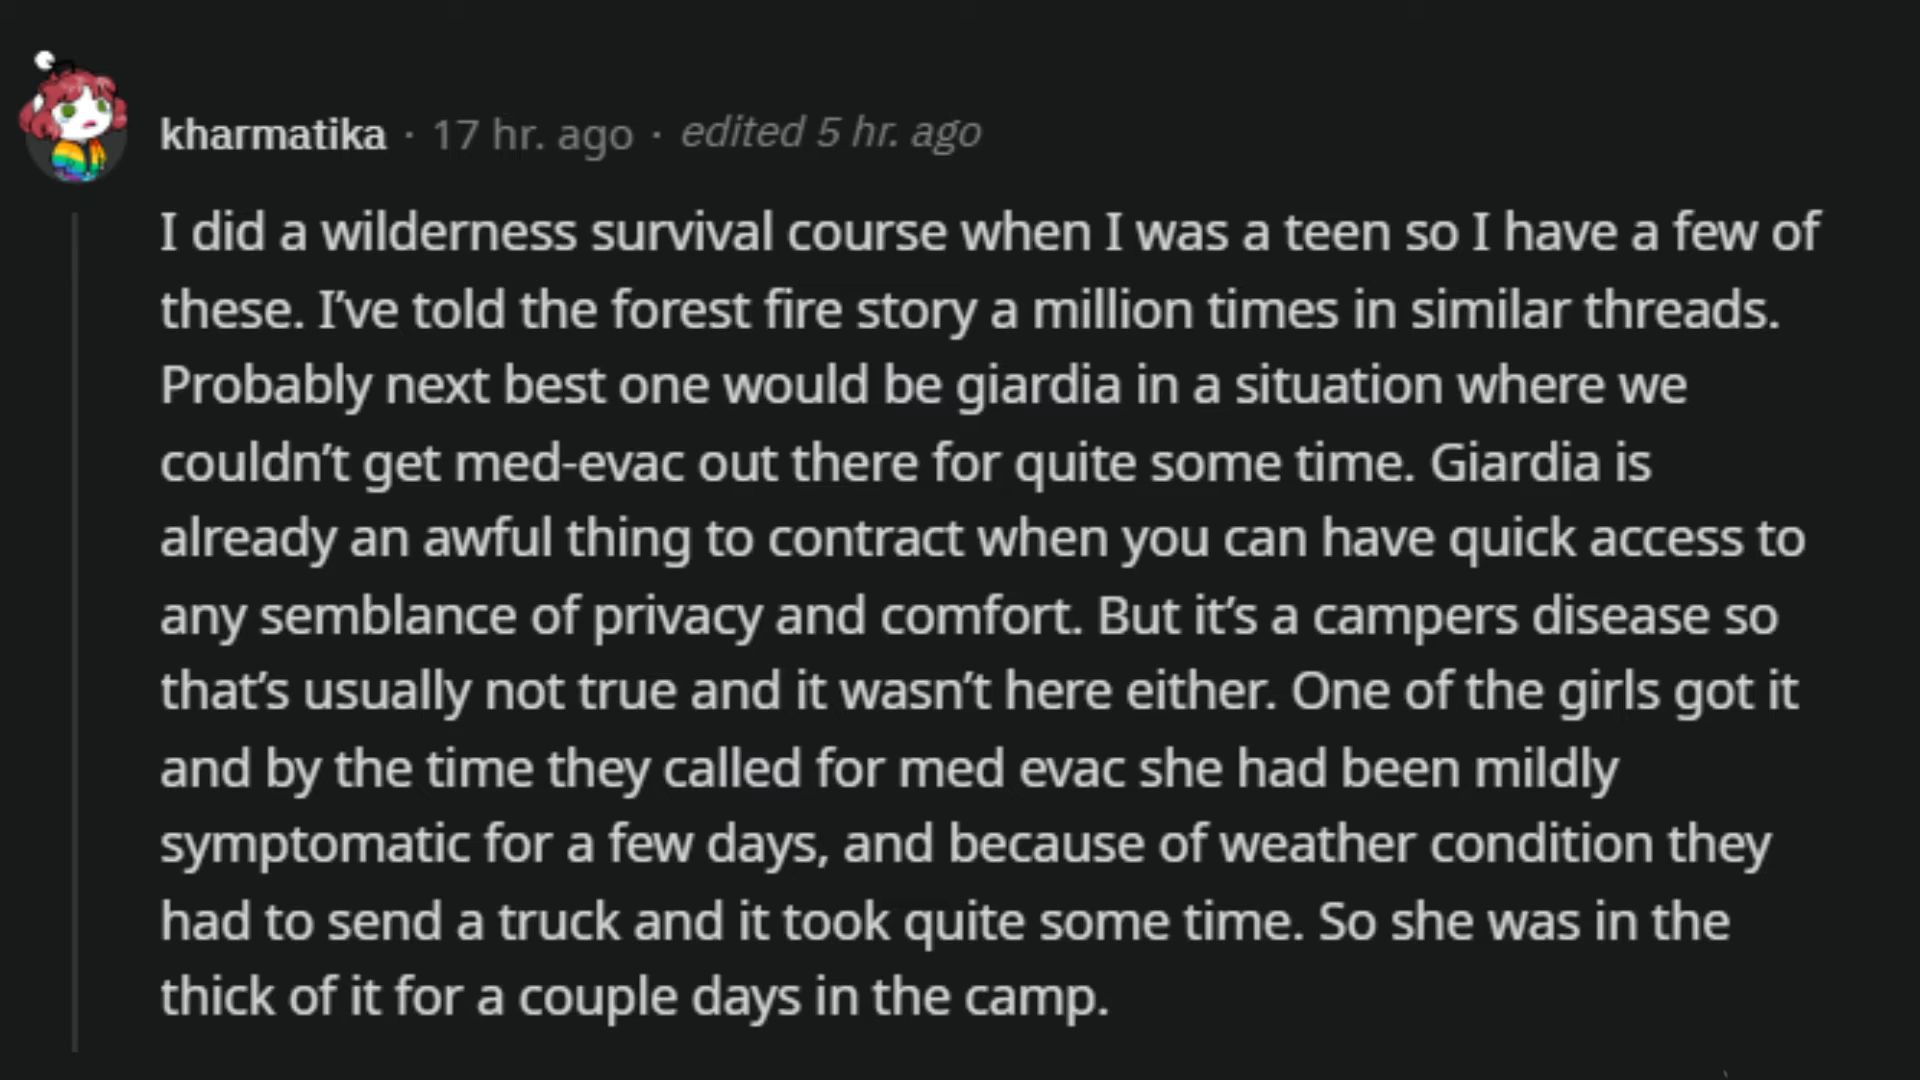 kharmatika · 17 hr. ago · edited 5 hr. ago
I did a wilderness survival course when I was a teen so I have a few of
these. I’ve told the forest fire story a million times in similar threads.
Probably next best one would be giardia in a situation where we
couldn’t get med-evac out there for quite some time. Giardia is
already an awful thing to contract when you can have quick access to
any semblance of privacy and comfort. But it’s a campers disease so
that’s usually not true and it wasn’t here either. One of the girls got it
and by the time they called for med evac she had been mildly
symptomatic for a few days, and because of weather condition they
had to send a truck and it took quite some time. So she was in the
thick of it for a couple days in the camp.